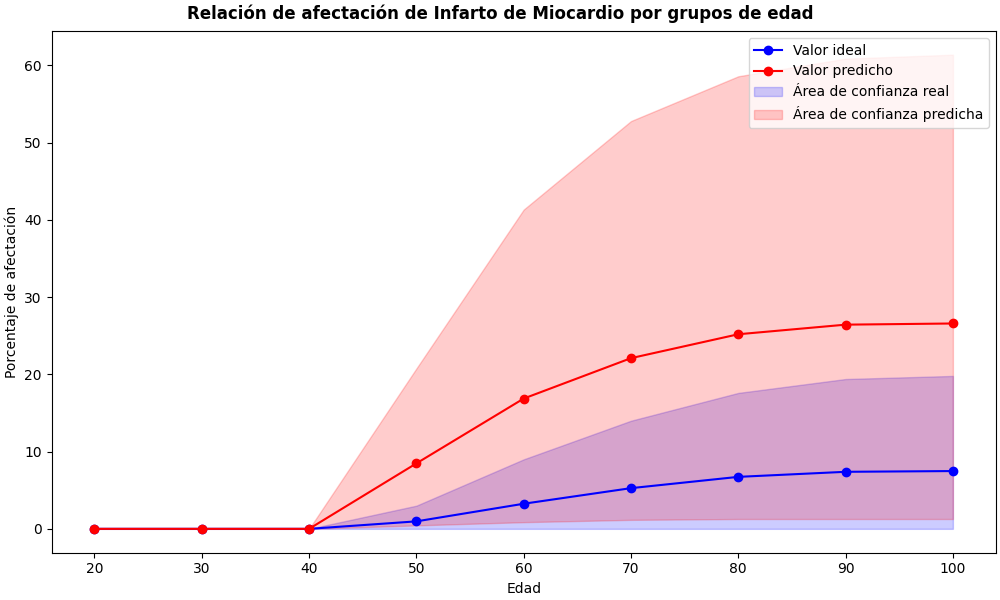 Relación de afectación de Infarto de Miocardio por grupos de edad
Valor ideal
Valor predicho
Área de confianza real
Área de confianza predicha
Porcentaje de afectación
60
50
40
30
20
10
0
20 30 40 50 60 70 80 90 100
Edad